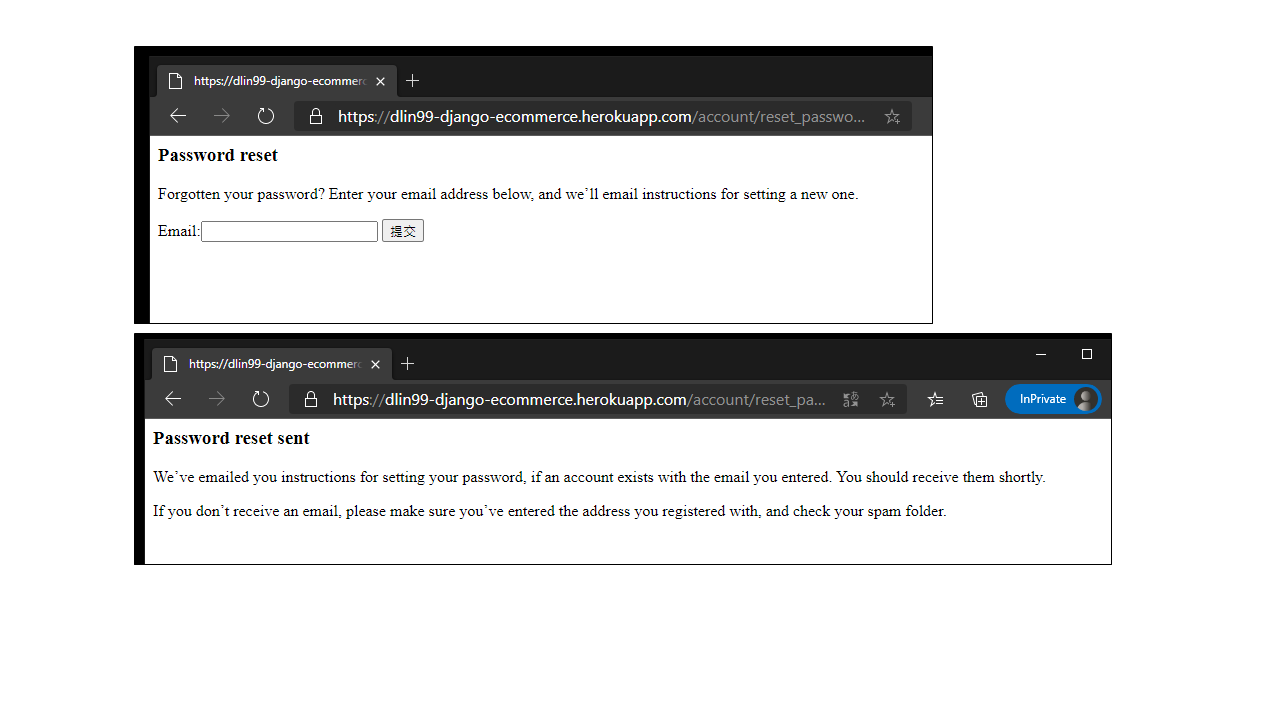 https://dlin99-django-ecommerc
https://dlin99-django-ecommerce.herokuapp.com/account/reset_passwo...
Password reset
Forgotten your password? Enter your email address below, and we’ll email instructions for setting a new one.
Email: 提交
https://dlin99-django-ecommerc
https://dlin99-django-ecommerce.herokuapp.com/account/reset_pa... InPrivate
Password reset sent
We’ve emailed you instructions for setting your password, if an account exists with the email you entered. You should receive them shortly.
If you don’t receive an email, please make sure you’ve entered the address you registered with, and check your spam folder.